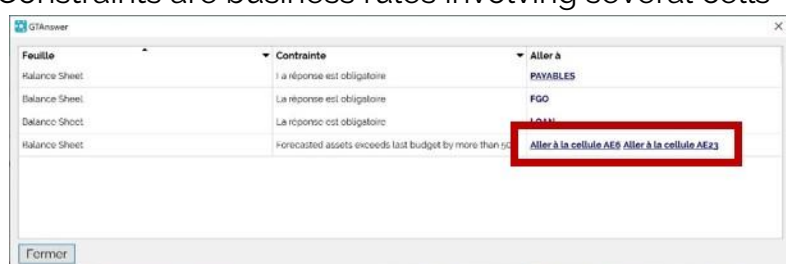 Constraints are business rules involving several cells
GTAnswer
Feuille Contrainte Aller à
Balance Sheet La réponse est obligatoire PAYABLES
Balance Sheet La réponse est obligatoire FGO
Balance Sheet La réponse est obligatoire LOAN
Balance Sheet Forecasted assets exceeds last budget by more than 50 Aller à la cellule AE6 Aller à la cellule AE23
Fermer